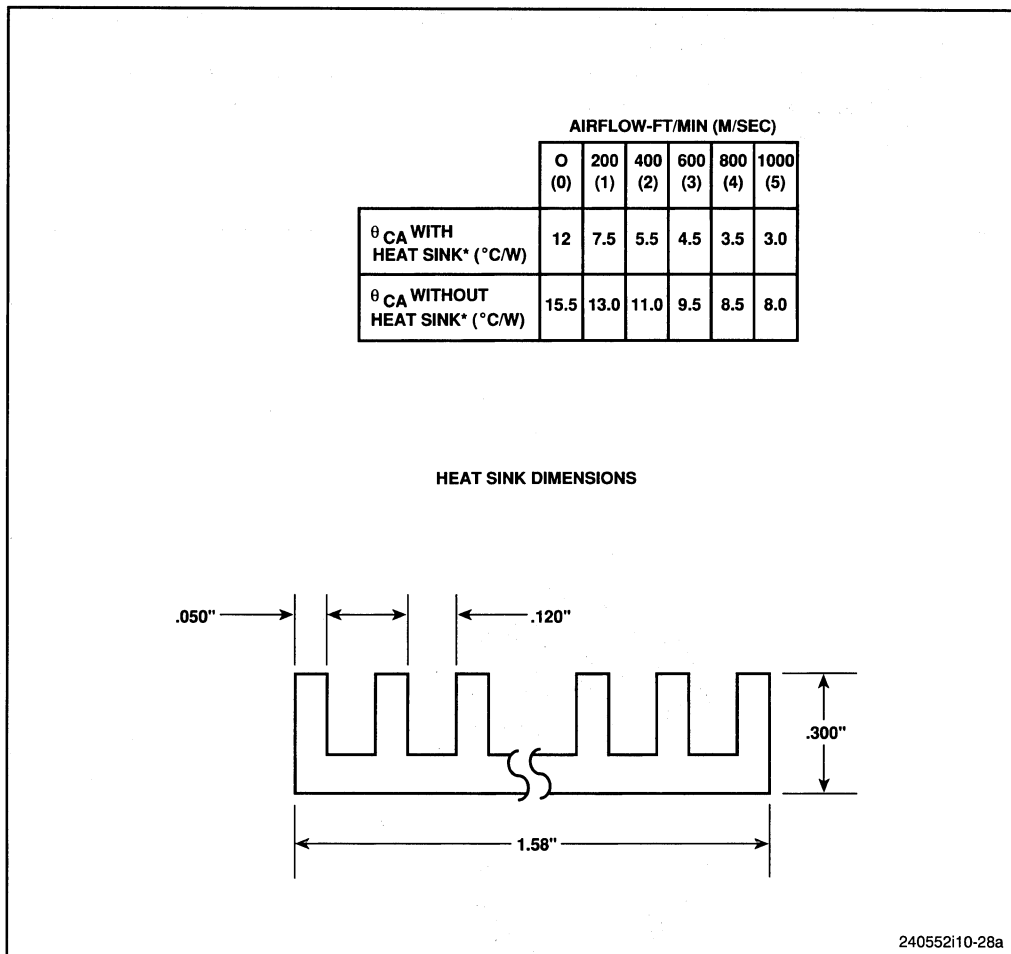 AIRFLOW-FT/MIN (M/SEC)
O 200 400 600 800 1000
(0) (1) (2) (3) (4) (5)
θ CA WITH
HEAT SINK* (°C/W) 12 7.5 5.5 4.5 3.5 3.0
θ CA WITHOUT
HEAT SINK* (°C/W) 15.5 13.0 11.0 9.5 8.5 8.0
HEAT SINK DIMENSIONS
.050" .120"
.300"
1.58"
240552i10-28a